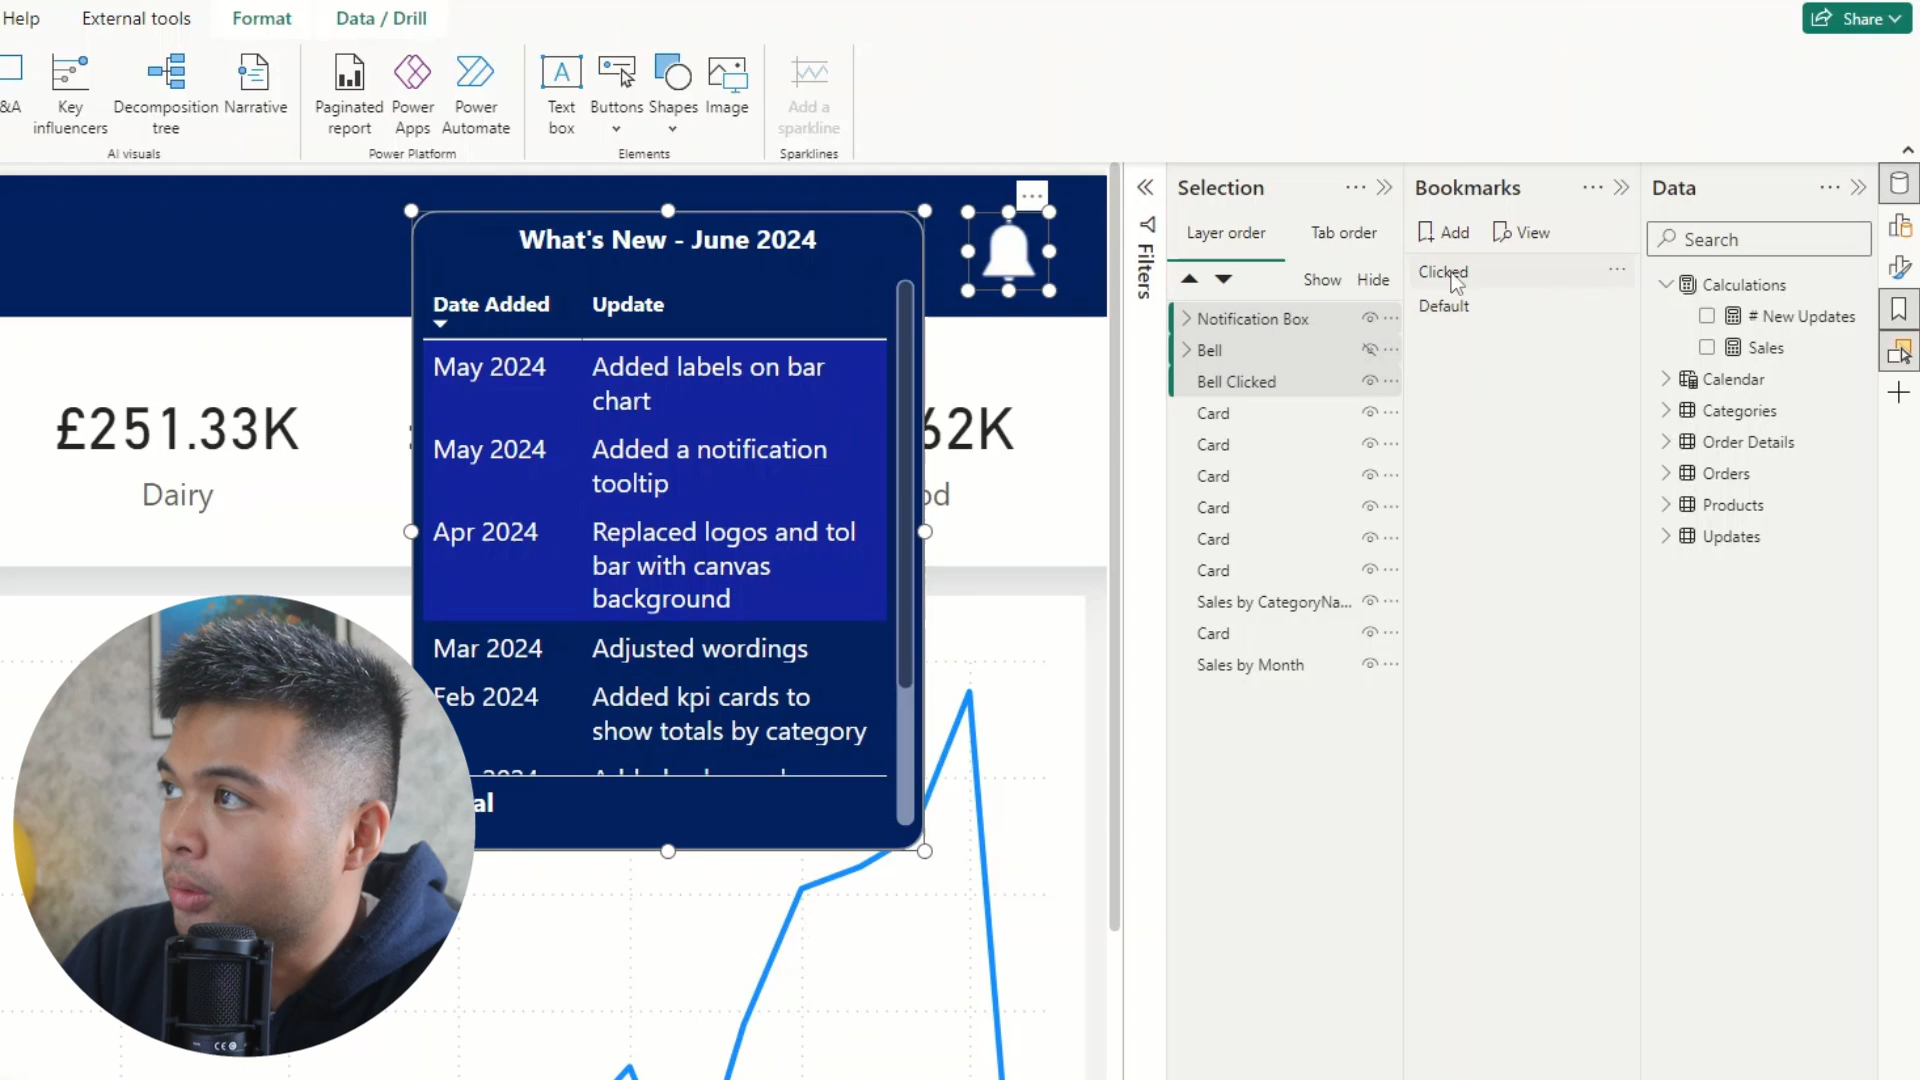 Help
External tools
Format
Data / Drill
Share
&A
Key
influencers
Decomposition
tree
Narrative
AI visuals
Paginated
report
Power
Apps
Power
Automate
Power Platform
Text
box
Buttons
Shapes
Image
Elements
Add a
sparkline
Sparklines
What's New - June 2024
Date Added
Update
May 2024
Added labels on bar
chart
May 2024
Added a notification
tooltip
Apr 2024
Replaced logos and tol
bar with canvas
background
Mar 2024
Adjusted wordings
Feb 2024
Added kpi cards to
show totals by category
al
£251.33K
Dairy
62K
od
Filters
Selection
Layer order
Tab order
Show
Hide
Notification Box
Bell
Bell Clicked
Card
Card
Card
Card
Card
Card
Sales by CategoryNa...
Card
Sales by Month
Bookmarks
Add
View
Clicked
Default
Data
Search
Calculations
# New Updates
Sales
Calendar
Categories
Order Details
Orders
Products
Updates